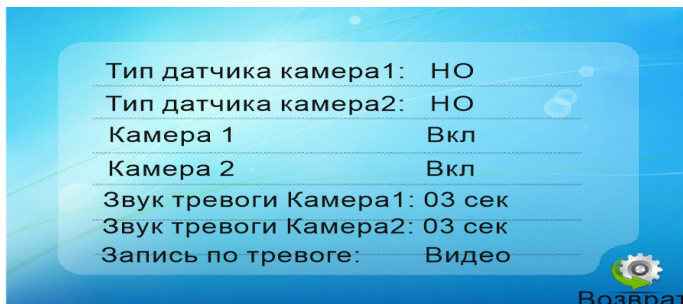 Тип датчика камера1: НО
Тип датчика камера2: НО
Камера 1 Вкл
Камера 2 Вкл
Звук тревоги Камера1: 03 сек
Звук тревоги Камера2: 03 сек
Запись по тревоге: Видео
Возврат